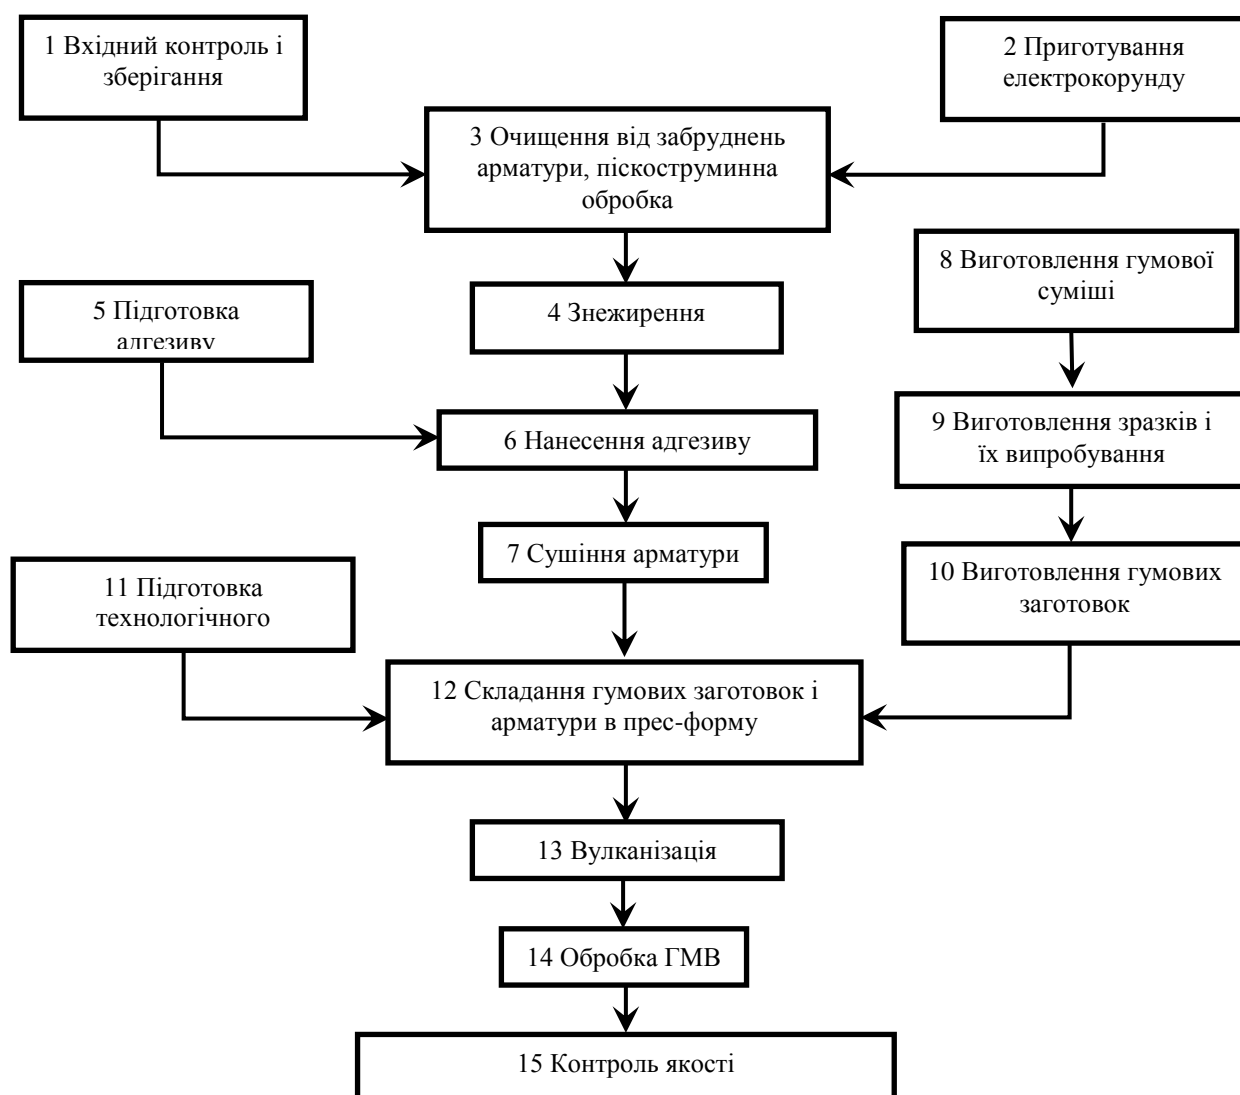 1 Вхідний контроль і
зберігання
2 Приготування
електрокорунду
3 Очищення від забруднень
арматури, піскоструминна
обробка
4 Знежирення
5 Підготовка
адгезиву
6 Нанесення адгезиву
7 Сушіння арматури
8 Виготовлення гумової
суміші
9 Виготовлення зразків і
їх випробування
10 Виготовлення гумових
заготовок
11 Підготовка
технологічного
12 Складання гумових заготовок і
арматури в прес-форму
13 Вулканізація
14 Обробка ГМВ
15 Контроль якості